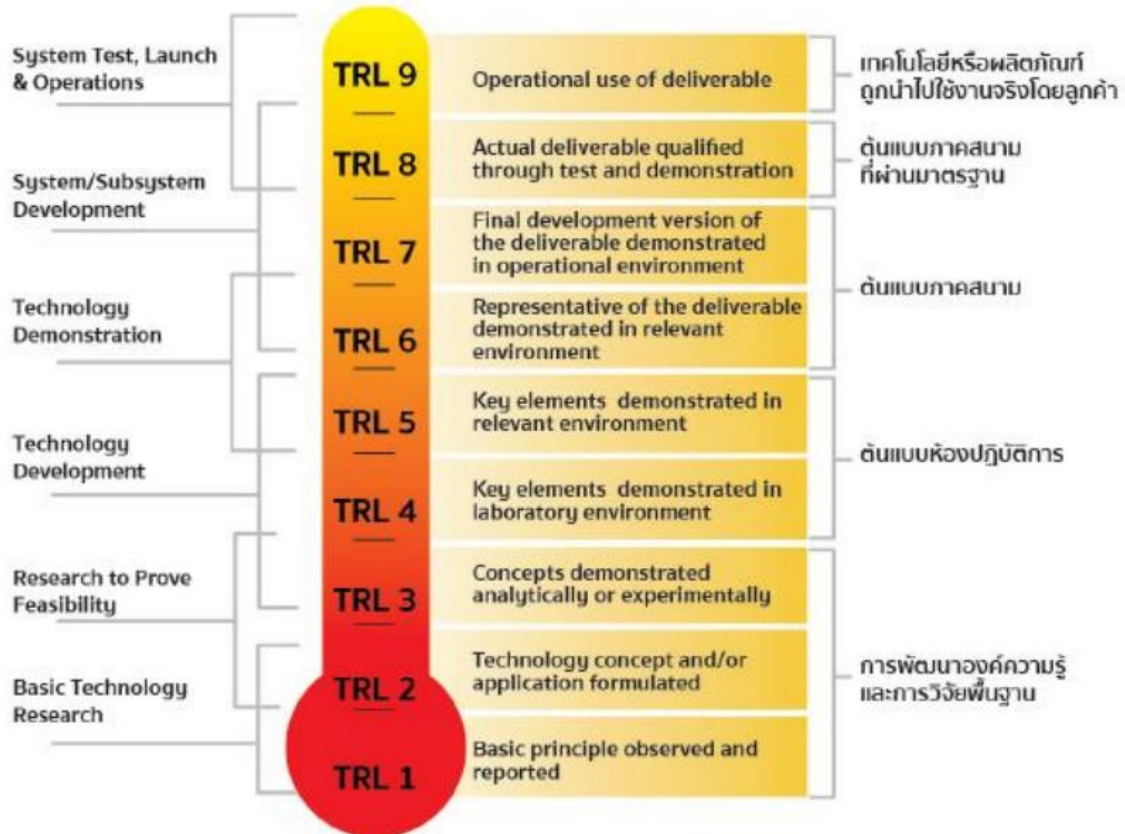 System Test, Launch
& Operations
TRL 9
Operational use of deliverable
เทคโนโลยีหรือผลิตภัณฑ์
ถูกนำไปใช้งานจริงโดยลูกค้า
System/Subsystem
Development
TRL 8
Actual deliverable qualified
through test and demonstration
ต้นแบบภาคสนาม
ที่ผ่านมาตรฐาน
TRL 7
Final development version of
the deliverable demonstrated
in operational environment
ต้นแบบภาคสนาม
Technology
Demonstration
TRL 6
Representative of the deliverable
demonstrated in relevant
environment
TRL 5
Key elements demonstrated in
relevant environment
ต้นแบบห้องปฏิบัติการ
Technology
Development
TRL 4
Key elements demonstrated in
laboratory environment
Research to Prove
Feasibility
TRL 3
Concepts demonstrated
analytically or experimentally
Basic Technology
Research
TRL 2
Technology concept and/or
application formulated
การพัฒนาองค์ความรู้
และการวิจัยพื้นฐาน
TRL 1
Basic principle observed and
reported